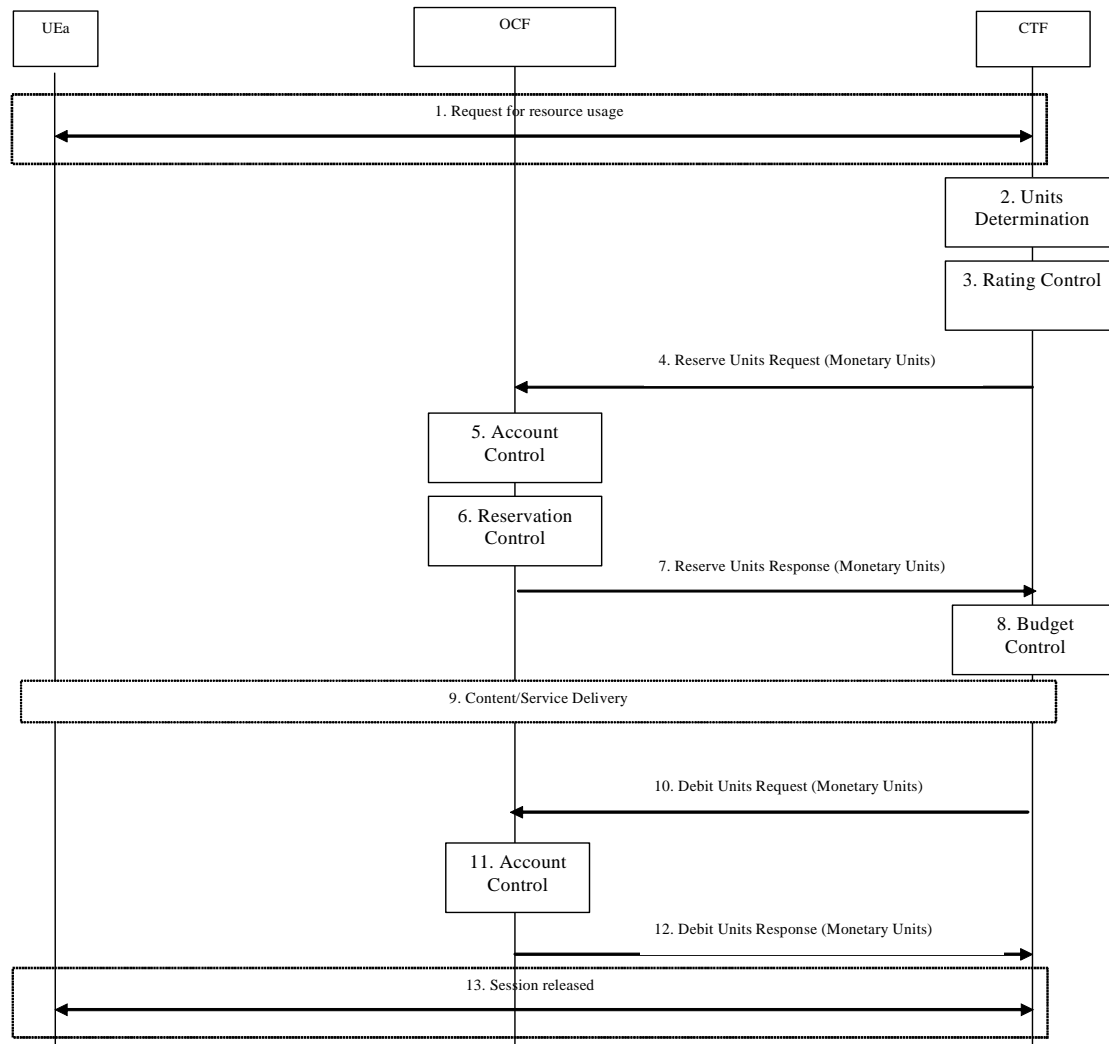 UEa
OCF
CTF
1. Request for resource usage
2. Units
Determination
3. Rating Control
4. Reserve Units Request (Monetary Units)
5. Account
Control
6. Reservation
Control
7. Reserve Units Response (Monetary Units)
8. Budget
Control
9. Content/Service Delivery
10. Debit Units Request (Monetary Units)
11. Account
Control
12. Debit Units Response (Monetary Units)
13. Session released